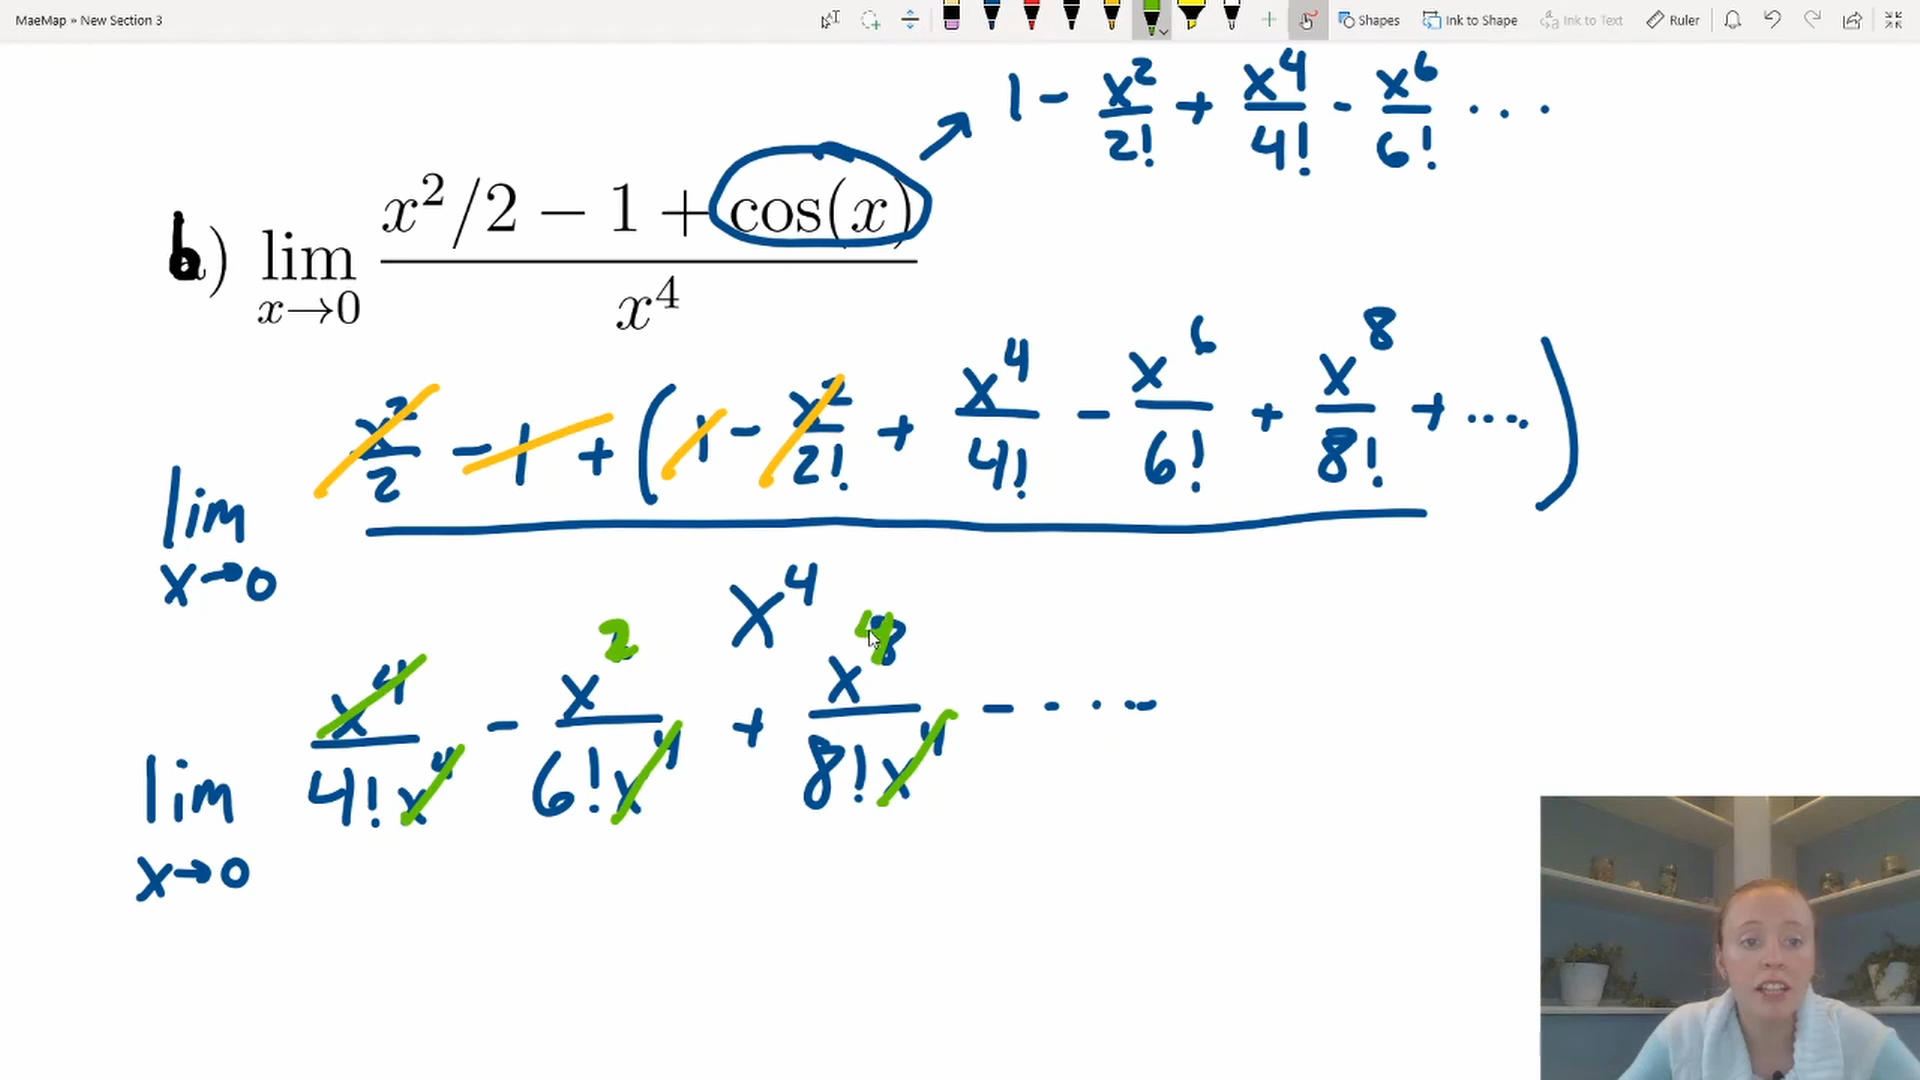 MaeMap » New Section 3
Shapes Ink to Shape Ink to Text Ruler
1 - x²/2! + x⁴/4! - x⁶/6! ...
b) lim x→0 (x²/2 − 1 + cos(x))/x⁴
lim x→0 (x²/2 - 1 + (1 - x²/2! + x⁴/4! - x⁶/6! + x⁸/8! + ....))/x⁴
2 4
lim x→0 x⁴/4!x⁴ - x/6!x⁴ + x⁸/8!x⁴ - ...